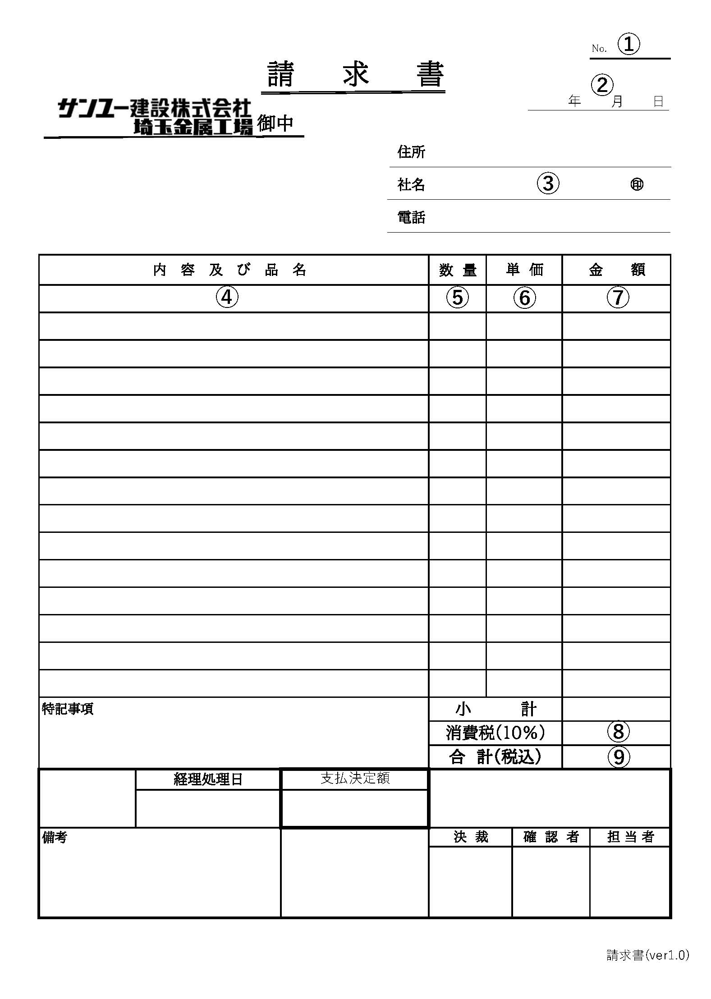 No. ①
請求書
② 年 月 日
サンユー建設株式会社
埼玉金属工場 御中
住所
社名 ③ ㊞
電話
内容及び品名 数量 単価 金額
④ ⑤ ⑥ ⑦
特記事項
小計
消費税(10%) ⑧
合計(税込) ⑨
経理処理日 支払決定額
備考
決裁 確認者 担当者
請求書(ver1.0)